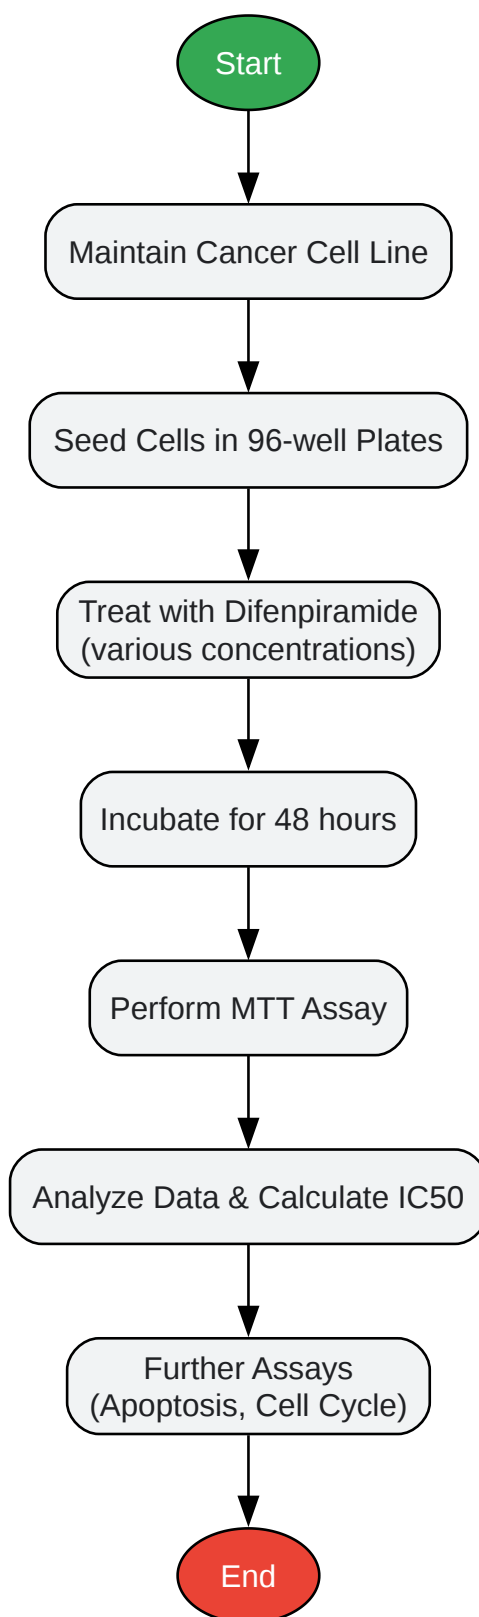 Start
Maintain Cancer Cell Line
Seed Cells in 96-well Plates
Treat with Difenpiramide
(various concentrations)
Incubate for 48 hours
Perform MTT Assay
Analyze Data & Calculate IC50
Further Assays
(Apoptosis, Cell Cycle)
End